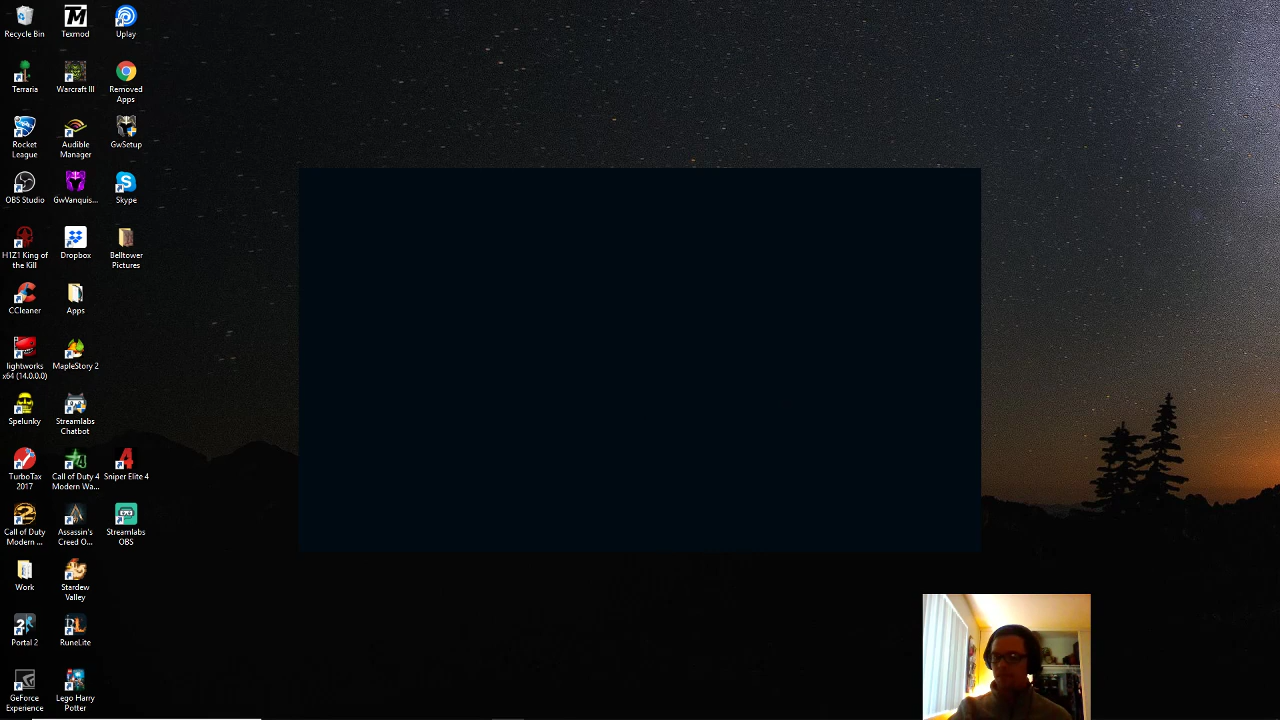 Recycle Bin
Texmod
Uplay
Terraria
Warcraft III
Removed
Apps
Rocket
League
Audible
Manager
GwSetup
OBS Studio
GwVanquis...
Skype
H1Z1 King of
the Kill
Dropbox
Belltower
Pictures
CCleaner
Apps
lightworks
x64 (14.0.0.0)
MapleStory 2
Spelunky
Streamlabs
Chatbot
TurboTax
2017
Call of Duty 4
Modern Wa...
Sniper Elite 4
Call of Duty
Modern ...
Assassin's
Creed O...
Streamlabs
OBS
Work
Stardew
Valley
Portal 2
RuneLite
GeForce
Experience
Lego Harry
Potter